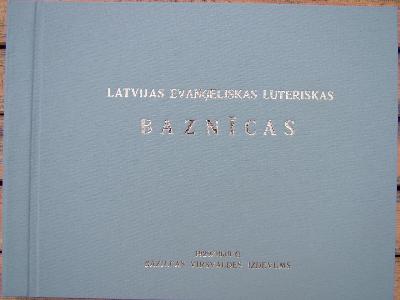 LATVIJAS EVAŅĢELISKAS LUTERISKAS
BAZNĪCAS
BAZNĪCAS VIRSVALDES IZDEVUMS